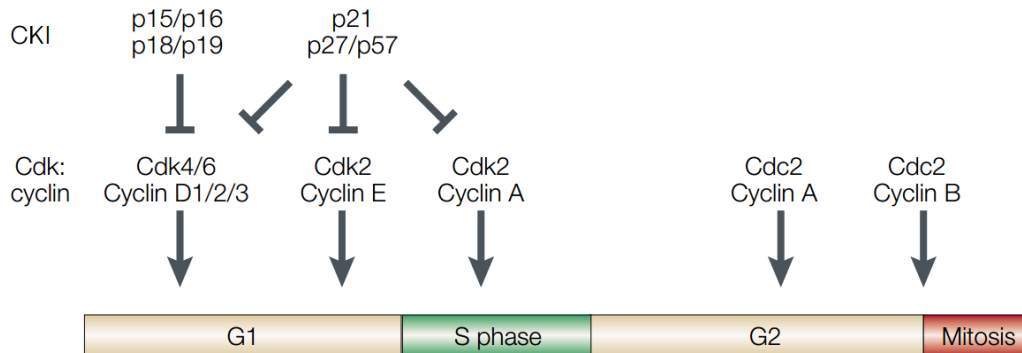 CKI
p15/p16
p18/p19
p21
p27/p57
Cdk:
cyclin
Cdk4/6
Cyclin D1/2/3
Cdk2
Cyclin E
Cdk2
Cyclin A
Cdc2
Cyclin A
Cdc2
Cyclin B
G1
S phase
G2
Mitosis